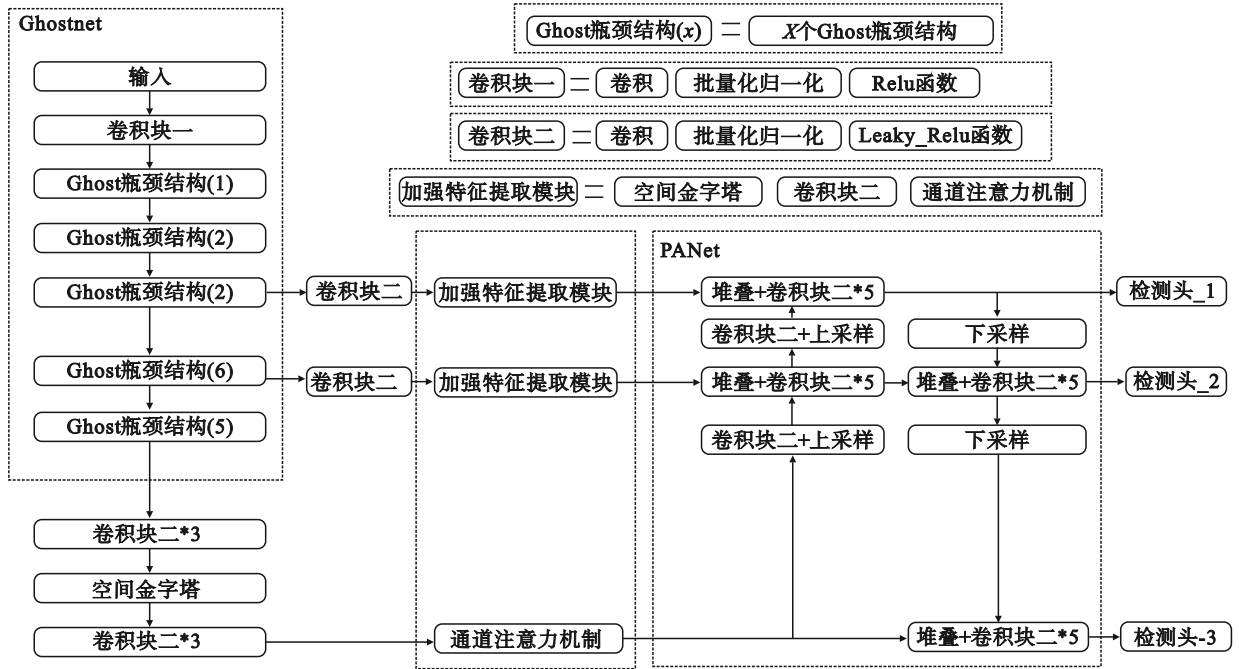 Ghostnet
输入
卷积块一
Ghost瓶颈结构(1)
Ghost瓶颈结构(2)
Ghost瓶颈结构(2)
Ghost瓶颈结构(6)
Ghost瓶颈结构(5)
卷积块二*3
空间金字塔
卷积块二*3
Ghost瓶颈结构(x) = X个Ghost瓶颈结构
卷积块一 = 卷积 批量化归一化 Relu函数
卷积块二 = 卷积 批量化归一化 Leaky_Relu函数
加强特征提取模块 = 空间金字塔 卷积块二 通道注意力机制
卷积块二
卷积块二
加强特征提取模块
加强特征提取模块
通道注意力机制
PANet
堆叠+卷积块二*5
卷积块二+上采样
下采样
堆叠+卷积块二*5
堆叠+卷积块二*5
卷积块二+上采样
下采样
堆叠+卷积块二*5
检测头_1
检测头_2
检测头-3